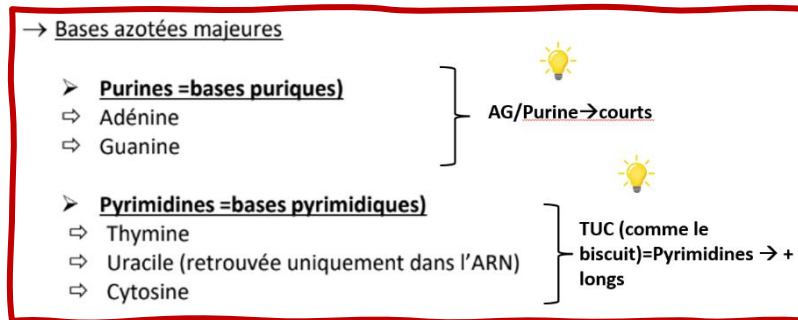 → Bases azotées majeures
➢ Purines =bases puriques)
⇨ Adénine
⇨ Guanine
AG/Purine→courts
➢ Pyrimidines =bases pyrimidiques)
⇨ Thymine
⇨ Uracile (retrouvée uniquement dans l'ARN)
⇨ Cytosine
TUC (comme le
biscuit)=Pyrimidines → +
longs